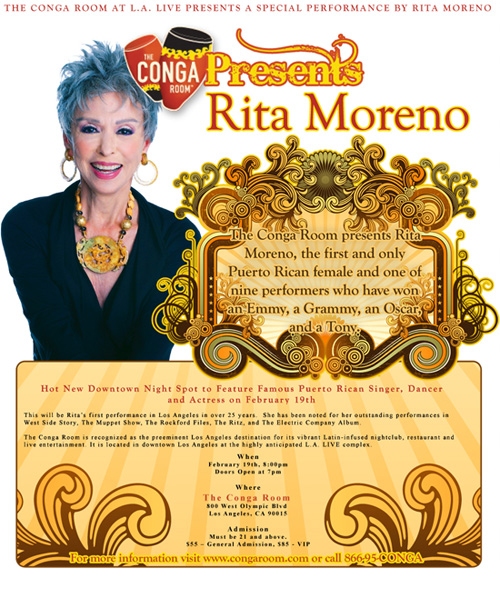 THE CONGA ROOM AT L.A. LIVE PRESENTS A SPECIAL PERFORMANCE BY RITA MORENO
THE
CONGA
ROOM
Presents
Rita Moreno
The Conga Room presents Rita
Moreno, the first and only
Puerto Rican female and one of
nine performers who have won
an Emmy, a Grammy, an Oscar,
and a Tony.
Hot New Downtown Night Spot to Feature Famous Puerto Rican Singer, Dancer
and Actress on February 19th
This will be Rita's first performance in Los Angeles in over 25 years. She has been noted for her outstanding performances in
West Side Story, The Muppet Show, The Rockford Files, The Ritz, and The Electric Company Album.
The Conga Room is recognized as the preeminent Los Angeles destination for its vibrant Latin-infused nightclub, restaurant and
live entertainment. It is located in downtown Los Angeles at the highly anticipated L.A. LIVE complex.
When
February 19th, 8:00pm
Doors Open at 7pm
Where
The Conga Room
800 West Olympic Blvd
Los Angeles, CA 90015
Admission
Must be 21 and above.
$55 – General Admission, $85 - VIP
For more information visit www.congaroom.com or call 866-95-CONGA